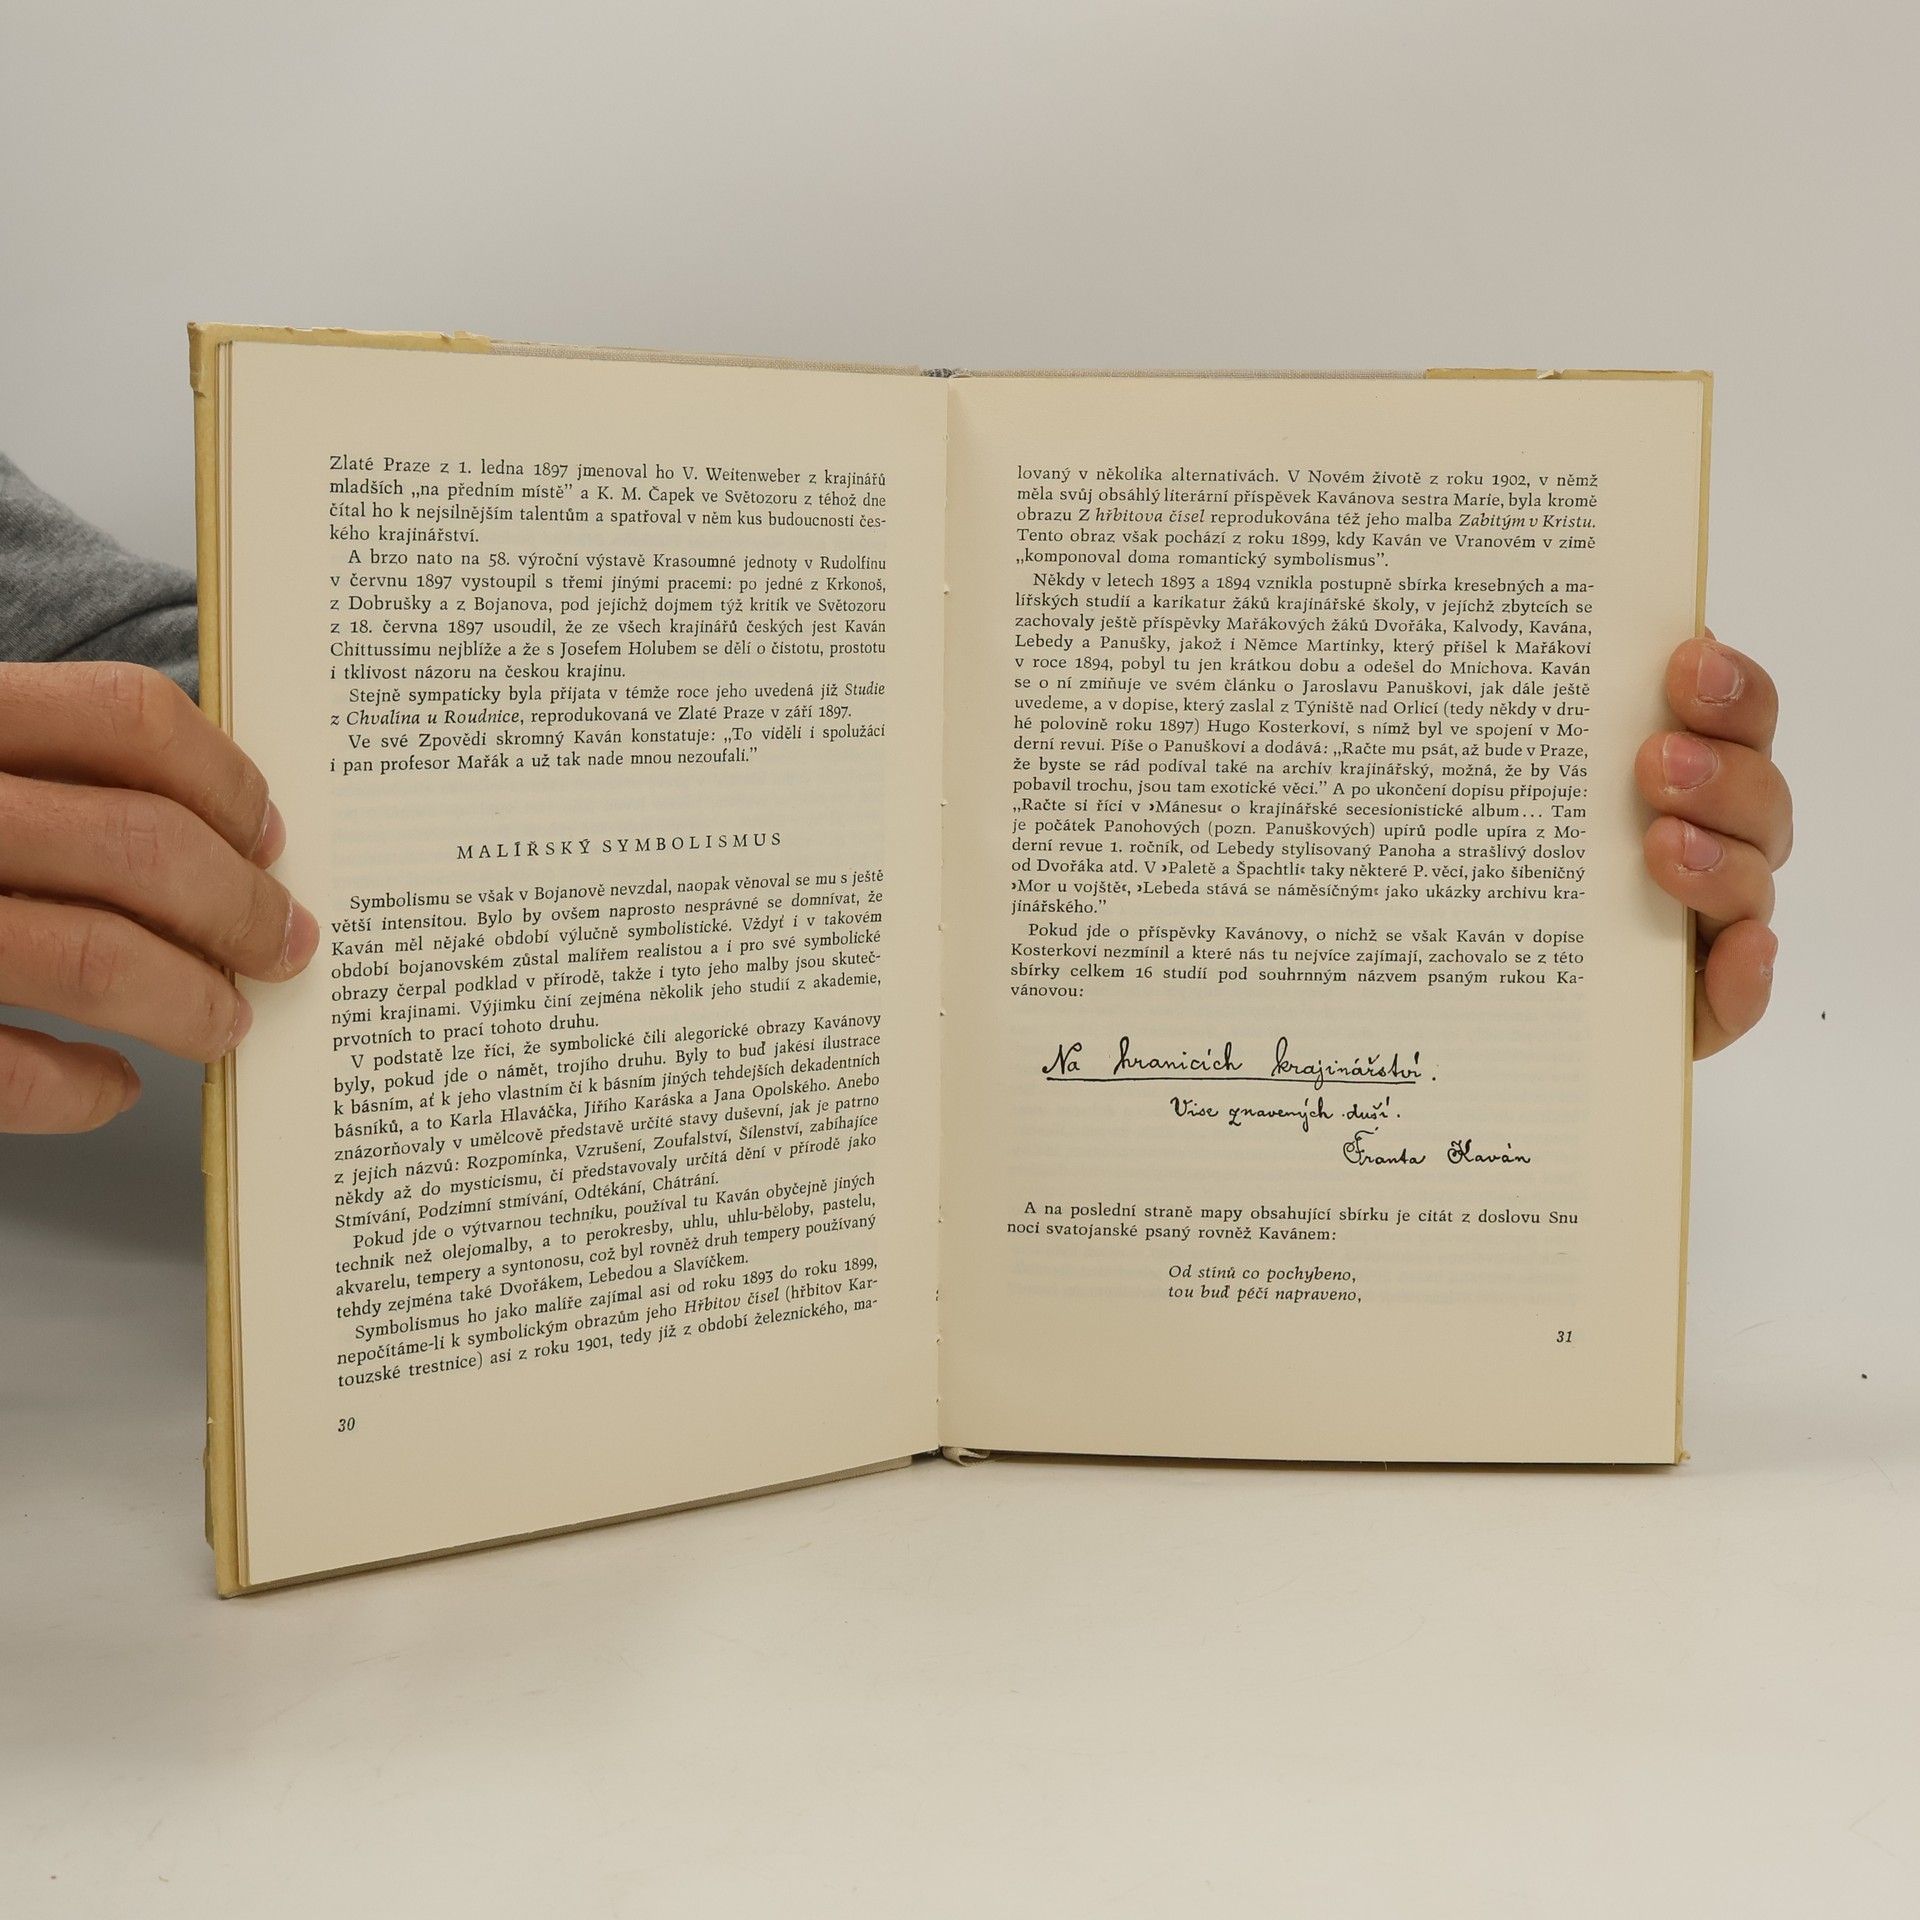 Zlaté Praze z 1. ledna 1897 jmenoval ho V. Weitenweber z krajinářů
mladších „na předním místě” a K. M. Čapek ve Světozoru z téhož dne
čítal ho k nejsilnějším talentům a spatřoval v něm kus budoucnosti čes-
kého krajinářství.
A brzo nato na 58. výroční výstavě Krasoumné jednoty v Rudolfinu
v červnu 1897 vystoupil s třemi jinými pracemi: po jedné z Krkonoš,
z Dobrušky a z Bojanova, pod jejichž dojmem týž kritik ve Světozoru
z 18. června 1897 usoudil, že ze všech krajinářů českých jest Kaván
Chittussimu nejblíže a že s Josefem Holubem se dělí o čistotu, prostotu
i tklivost názoru na českou krajinu.
Stejně sympaticky byla přijata v témže roce jeho uvedená již Studie
z Chvalína u Roudnice, reprodukovaná ve Zlaté Praze v září 1897.
Ve své Zpovědi skromný Kaván konstatuje: „To viděli i spolužáci
i pan profesor Mařák a už tak nade mnou nezoufali.”
MALÍŘSKÝ SYMBOLISMUS
Symbolismu se však v Bojanově nevzdal, naopak věnoval se mu s ještě
větší intensitou. Bylo by ovšem naprosto nesprávné se domnívat, že
Kaván měl nějaké období výlučně symbolistické. Vždyť i v takovém
období bojanovském zůstal malířem realistou a i pro své symbolické
obrazy čerpal podklad v přírodě, takže i tyto jeho malby jsou skuteč-
nými krajinami. Výjimku činí zejména několik jeho studií z akademie,
prvotních to prací tohoto druhu.
V podstatě lze říci, že symbolické čili alegorické obrazy Kavánovy
byly, pokud jde o námět, trojího druhu. Byly to buď jakési ilustrace
k básním, ať k jeho vlastním či k básním jiných tehdejších dekadentních
básníků, a to Karla Hlaváčka, Jiřího Karáska a Jana Opolského. Anebo
znázorňovaly v umělcově představě určité stavy duševní, jak je patrno
z jejich názvů: Rozpomínka, Vzrušení, Zoufalství, Šílenství, zabíhajíce
někdy až do mysticismu, či představovaly určitá dění v přírodě jako
Stmívání, Podzimní stmívání, Odtékání, Chátrání.
Pokud jde o výtvarnou techniku, používal tu Kaván obyčejně jiných
technik než olejomalby, a to perokresby, uhlu, uhlu-běloby, pastelu,
akvarelu, tempery a syntonosu, což byl rovněž druh tempery používaný
tehdy zejména také Dvořákem, Lebedou a Slavíčkem.
Symbolismus ho jako malíře zajímal asi od roku 1893 do roku 1899,
nepočítáme-li k symbolickým obrazům jeho Hřbitov čísel (hřbitov Kar-
touzské trestnice) asi z roku 1901, tedy již z období železnického, ma-
30
lovaný v několika alternativách. V Novém životě z roku 1902, v němž
měla svůj obsáhlý literární příspěvek Kavánova sestra Marie, byla kromě
obrazu Z hřbitova čísel reprodukována též jeho malba Zabitým v Kristu.
Tento obraz však pochází z roku 1899, kdy Kaván ve Vranovém v zimě
„komponoval doma romantický symbolismus”.
Někdy v letech 1893 a 1894 vznikla postupně sbírka kresebných a ma-
lířských studií a karikatur žáků krajinářské školy, v jejíchž zbytcích se
zachovaly ještě příspěvky Mařákových žáků Dvořáka, Kalvody, Kavána,
Lebedy a Panušky, jakož i Němce Martinky, který přišel k Mařákovi
v roce 1894, pobyl tu jen krátkou dobu a odešel do Mnichova. Kaván
se o ní zmiňuje ve svém článku o Jaroslavu Panuškovi, jak dále ještě
uvedeme, a v dopise, který zaslal z Týniště nad Orlicí (tedy někdy v dru-
hé polovině roku 1897) Hugo Kosterkovi, s nímž byl ve spojení v Mo-
derní revui. Píše o Panuškovi a dodává: „Račte mu psát, až bude v Praze,
že byste se rád podíval také na archiv krajinářský, možná, že by Vás
pobavil trochu, jsou tam exotické věci.” A po ukončení dopisu připojuje:
„Račte si říci v ›Mánesu‹ o krajinářské secesionistické album... Tam
je počátek Panohových (pozn. Panuškových) upírů podle upíra z Mo-
derní revue 1. ročník, od Lebedy stylisovaný Panoha a strašlivý doslov
od Dvořáka atd. V ›Paletě a Špachtli‹ taky některé P. věci, jako šibeničný
›Mor u vojště‹, ›Lebeda stává se náměsíčným‹ jako ukázky archivu kra-
jinářského.”
Pokud jde o příspěvky Kavánovy, o nichž se však Kaván v dopise
Kosterkovi nezmínil a které nás tu nejvíce zajímají, zachovalo se z této
sbírky celkem 16 studií pod souhrnným názvem psaným rukou Ka-
vánovou:
Na hranicích krajinářství.
Vise znavených duší.
Franta Kaván
A na poslední straně mapy obsahující sbírku je citát z doslovu Snu
noci svatojanské psaný rovněž Kavánem:
Od stínů co pochybeno,
tou buď péčí napraveno,
31